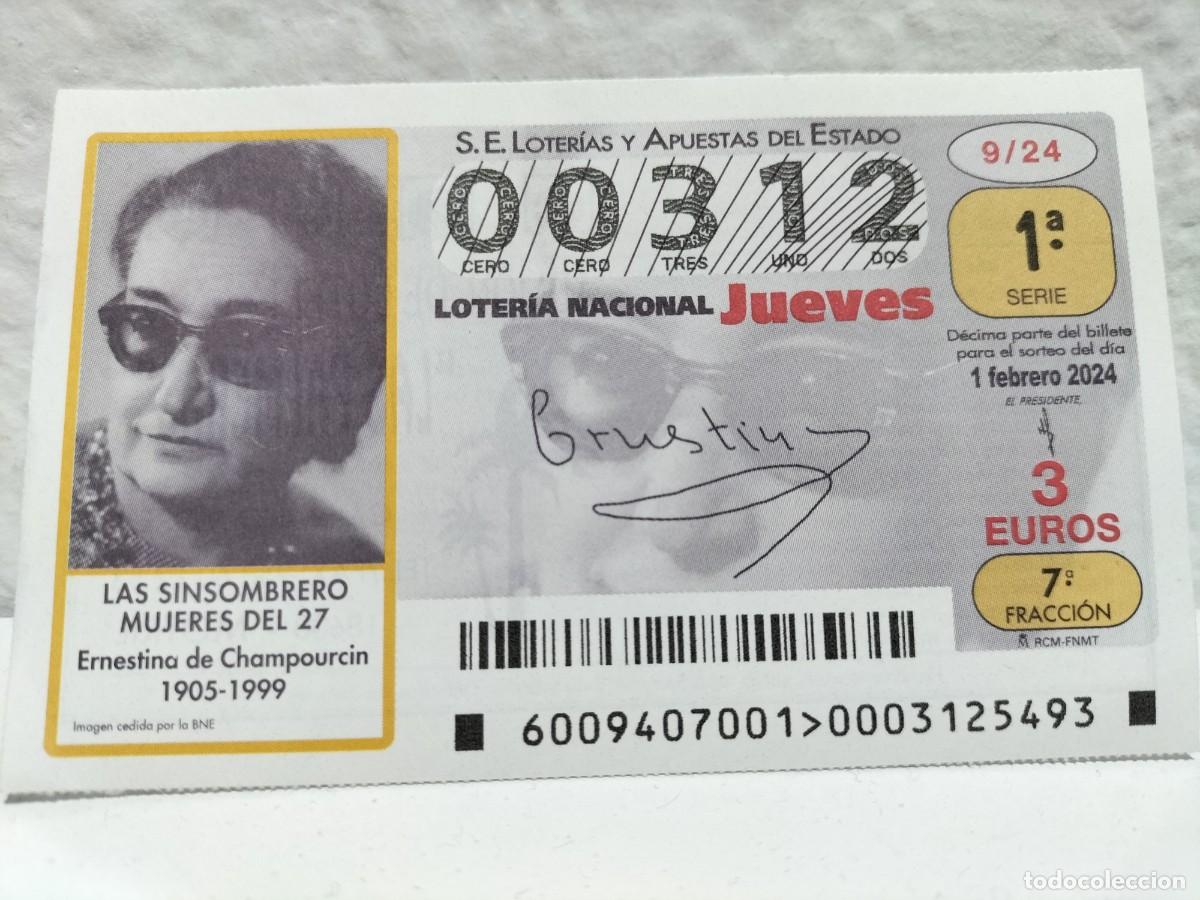 S. E. LOTERÍAS Y APUESTAS DEL ESTADO
9/24
00312
CERO CERO TRES UNO DOS
1ª
SERIE
LOTERÍA NACIONAL Jueves
Décima parte del billete
para el sorteo del día
1 febrero 2024
EL PRESIDENTE,
Ernestina
3
EUROS
7ª
FRACCIÓN
RCM-FNMT
LAS SINSOMBRERO
MUJERES DEL 27
Ernestina de Champourcin
1905-1999
Imagen cedida por la BNE
6009407001>0003125493
todocoleccion